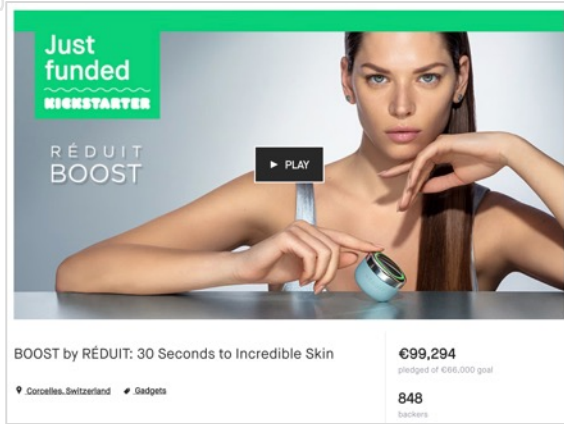 Just
funded
KICKSTARTER
RÉDUIT
BOOST
PLAY
BOOST by RÉDUIT: 30 Seconds to Incredible Skin
Corcelles, Switzerland Gadgets
€99,294
pledged of €66,000 goal
848
backers